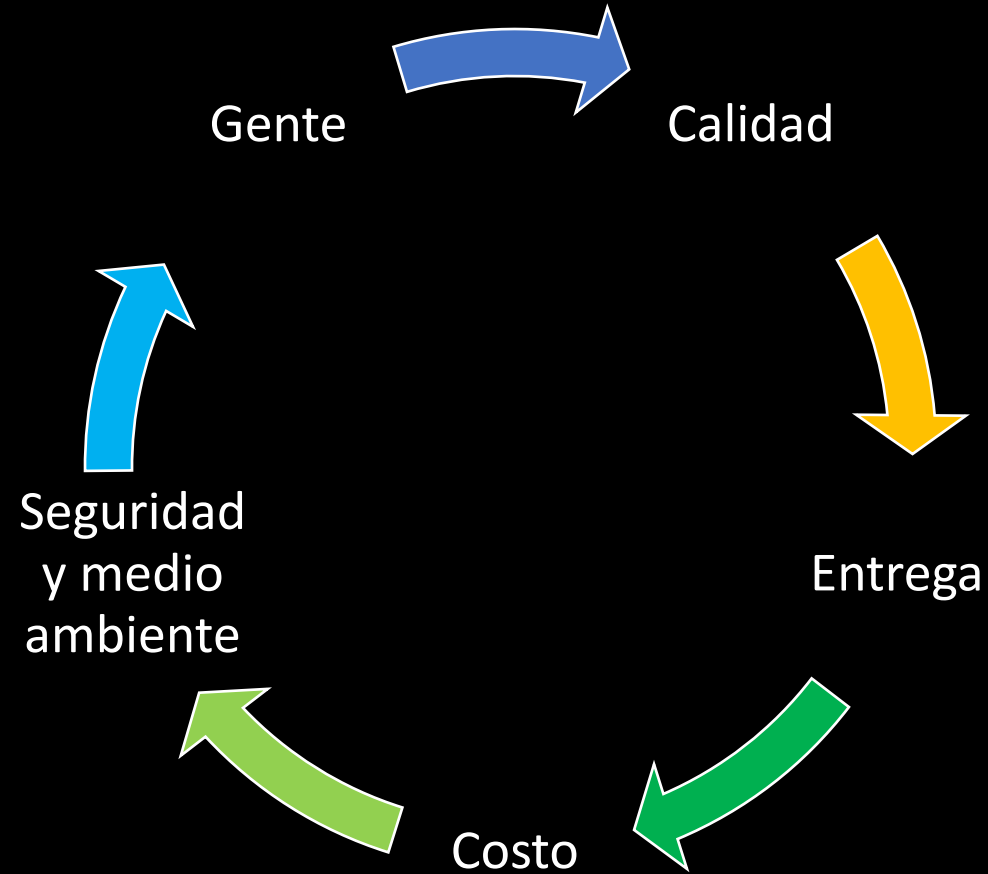 Gente
Calidad
Entrega
Costo
Seguridad
y medio
ambiente